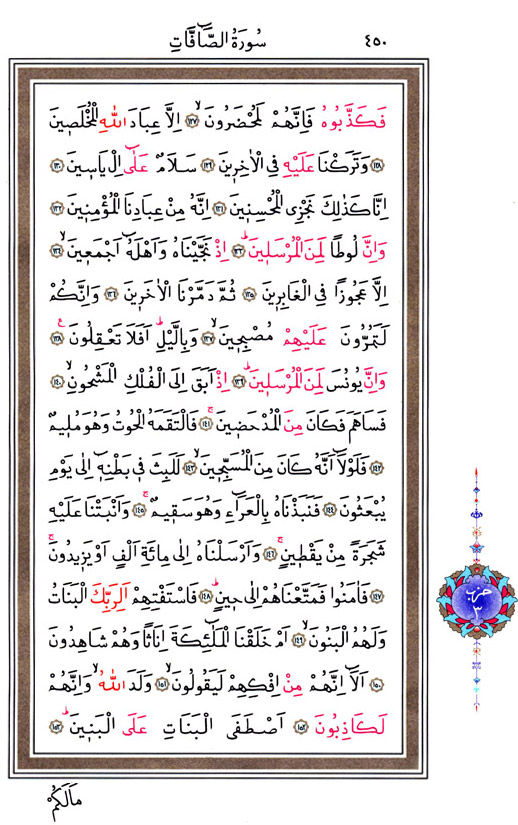 ٤٥٠
سُورَةُ الصَّٓافَّاتِ
فَكَذَّبُوهُ فَاِنَّهُمْ لَمُحْضَرُونَۙ ﴿١٢٧﴾ اِلَّا عِبَادَ اللّٰهِ الْمُخْلَصٖينَ
﴿١٢٨﴾ وَتَرَكْنَا عَلَيْهِ فِى الْاٰخِرٖينَۙ ﴿١٢٩﴾ سَلَامٌ عَلٰٓى اِلْ يَاسٖينَ ﴿١٣٠﴾
اِنَّا كَذٰلِكَ نَجْزِى الْمُحْسِنٖينَ ﴿١٣١﴾ اِنَّهُ مِنْ عِبَادِنَا الْمُؤْمِنٖينَ ﴿١٣٢﴾
وَاِنَّ لُوطًا لَمِنَ الْمُرْسَلٖينَۜ ﴿١٣٣﴾ اِذْ نَجَّيْنَاهُ وَاَهْلَهُٓ اَجْمَعٖينَۙ ﴿١٣٤﴾
اِلَّا عَجُوزًا فِى الْغَابِرٖينَ ﴿١٣٥﴾ ثُمَّ دَمَّرْنَا الْاٰخَرٖينَ ﴿١٣٦﴾ وَاِنَّكُمْ
لَتَمُرُّونَ عَلَيْهِمْ مُصْبِحٖينَۙ ﴿١٣٧﴾ وَبِالَّيْلِۜ اَفَلَا تَعْقِلُونَࣖ ﴿١٣٨﴾
وَاِنَّ يُونُسَ لَمِنَ الْمُرْسَلٖينَۜ ﴿١٣٩﴾ اِذْ اَبَقَ اِلَى الْفُلْكِ الْمَشْحُونِۙ ﴿١٤٠﴾
فَسَاهَمَ فَكَانَ مِنَ الْمُدْحَضٖينَۚ ﴿١٤١﴾ فَالْتَقَمَهُ الْحُوتُ وَهُوَ مُلٖيمٌ
﴿١٤٢﴾ فَلَوْلَٓا اَنَّهُ كَانَ مِنَ الْمُسَبِّحٖينَۙ ﴿١٤٣﴾ لَلَبِثَ فٖى بَطْنِهٖٓ اِلٰى يَوْمِ
يُبْعَثُونَ ﴿١٤٤﴾ فَنَبَذْنَاهُ بِالْعَرَٓاءِ وَهُوَ سَقٖيمٌۚ ﴿١٤٥﴾ وَاَنْبَتْنَا عَلَيْهِ
شَجَرَةً مِنْ يَقْطٖينٍۚ ﴿١٤٦﴾ وَاَرْسَلْنَاهُ اِلٰى مِائَةِ اَلْفٍ اَوْ يَزٖيدُونَۚ
﴿١٤٧﴾ فَاٰمَنُوا فَمَتَّعْنَاهُمْ اِلٰى حٖينٍۜ ﴿١٤٨﴾ فَاسْتَفْتِهِمْ اَلِرَبِّكَ الْبَنَاتُ
وَلَهُمُ الْبَنُونَۙ ﴿١٤٩﴾ اَمْ خَلَقْنَا الْمَلٰٓئِكَةَ اِنَاثًا وَهُمْ شَاهِدُونَ
﴿١٥٠﴾ اَلَٓا اِنَّهُمْ مِنْ اِفْكِهِمْ لَيَقُولُونَۙ ﴿١٥١﴾ وَلَدَ اللّٰهُۙ وَاِنَّهُمْ
لَكَاذِبُونَ ﴿١٥٢﴾ اَصْطَفَى الْبَنَاتِ عَلَى الْبَنٖينَۜ ﴿١٥٣﴾
حزب
٣
مَالَكُمْ